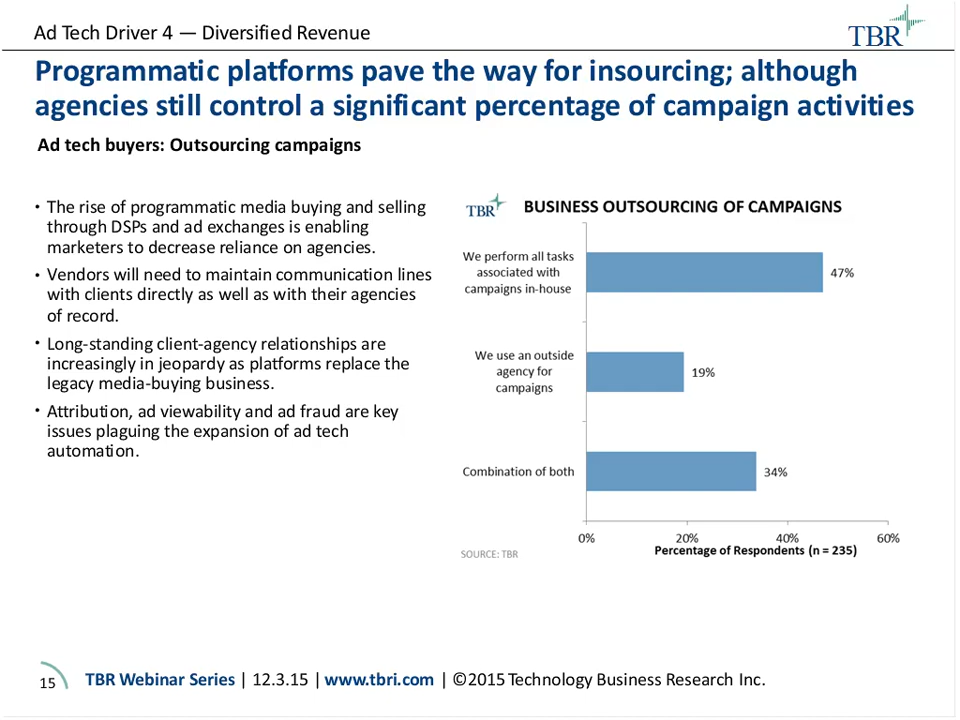 Ad Tech Driver 4 — Diversified Revenue
TBR
Programmatic platforms pave the way for insourcing; although
agencies still control a significant percentage of campaign activities
Ad tech buyers: Outsourcing campaigns
• The rise of programmatic media buying and selling
through DSPs and ad exchanges is enabling
marketers to decrease reliance on agencies.
• Vendors will need to maintain communication lines
with clients directly as well as with their agencies
of record.
• Long-standing client-agency relationships are
increasingly in jeopardy as platforms replace the
legacy media-buying business.
• Attribution, ad viewability and ad fraud are key
issues plaguing the expansion of ad tech
automation.
TBR
BUSINESS OUTSOURCING OF CAMPAIGNS
We perform all tasks
associated with
campaigns in-house
47%
We use an outside
agency for
campaigns
19%
Combination of both
34%
0% 20% 40% 60%
Percentage of Respondents (n = 235)
SOURCE: TBR
15
TBR Webinar Series | 12.3.15 | www.tbri.com | ©2015 Technology Business Research Inc.